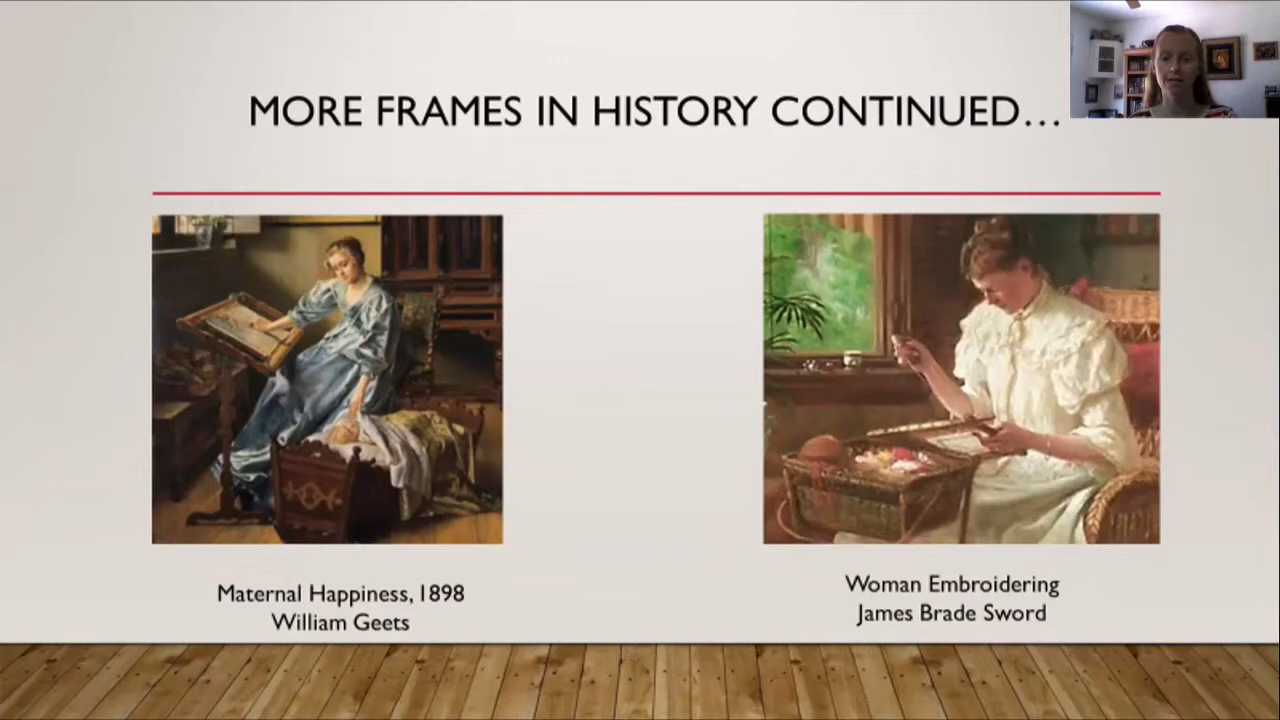 MORE FRAMES IN HISTORY CONTINUED...
Maternal Happiness, 1898
William Geets
Woman Embroidering
James Brade Sword